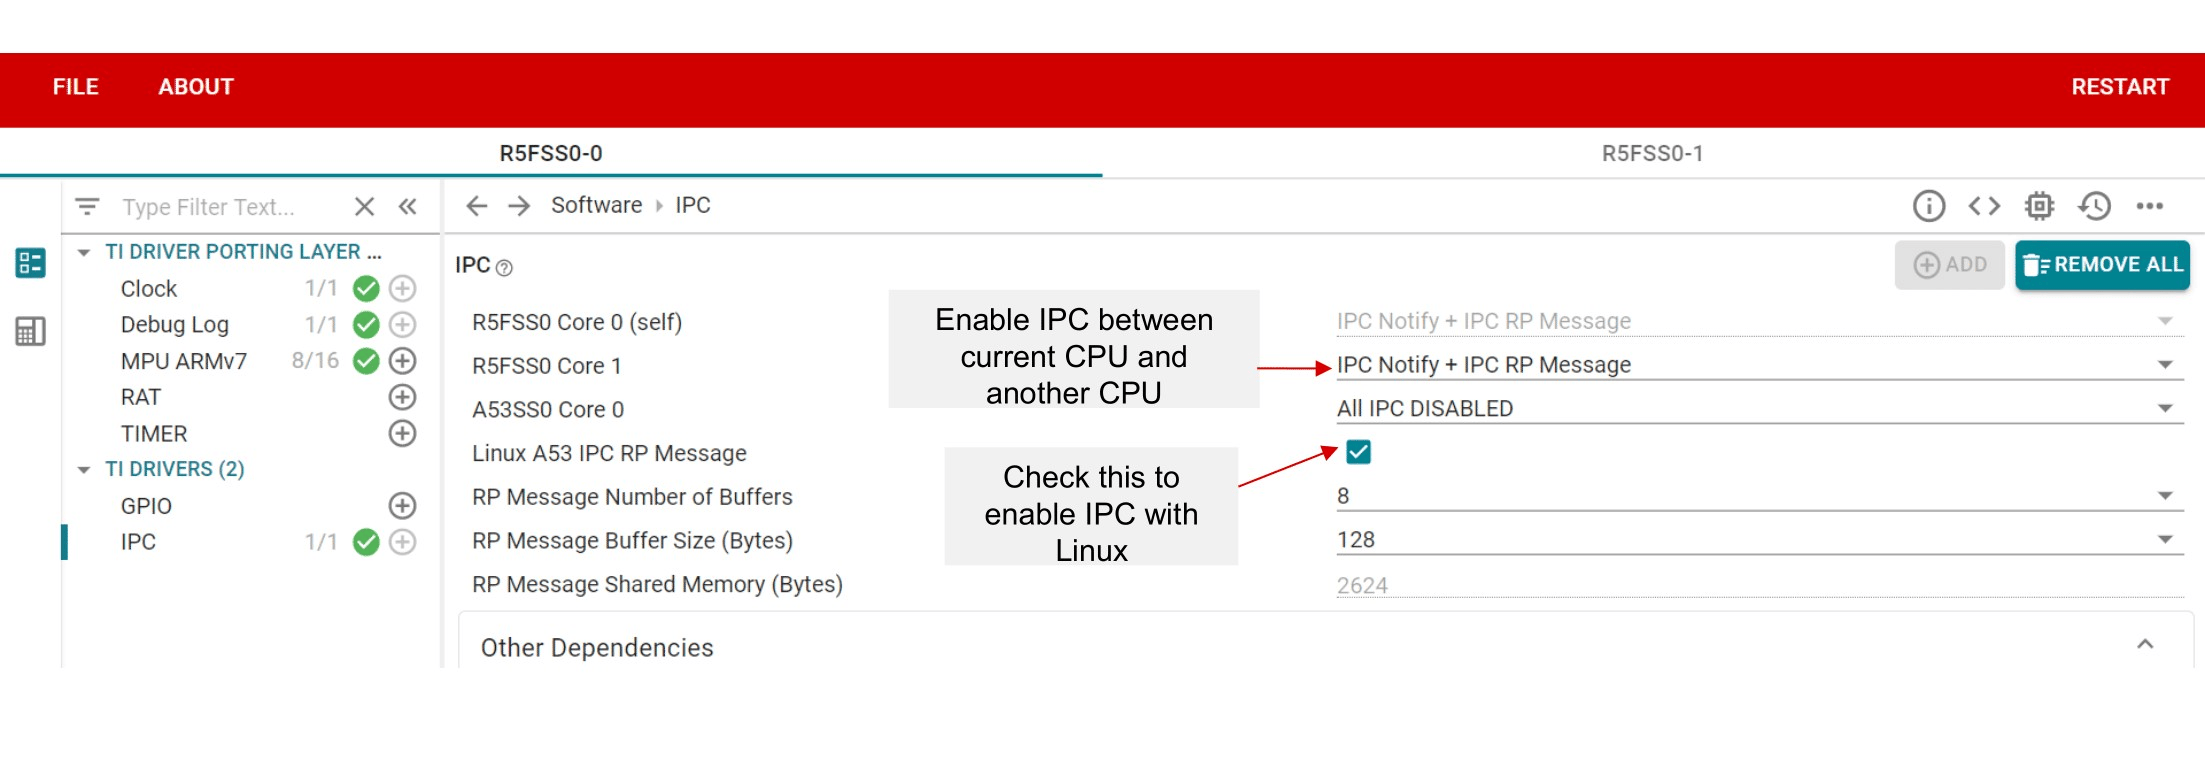 FILE ABOUT RESTART
R5FSS0-0 R5FSS0-1
Type Filter Text...
Software IPC
TI DRIVER PORTING LAYER ...
Clock 1/1
Debug Log 1/1
MPU ARMv7 8/16
RAT
TIMER
TI DRIVERS (2)
GPIO
IPC 1/1
IPC
ADD
REMOVE ALL
R5FSS0 Core 0 (self) IPC Notify + IPC RP Message
R5FSS0 Core 1 IPC Notify + IPC RP Message
A53SS0 Core 0 All IPC DISABLED
Linux A53 IPC RP Message
RP Message Number of Buffers 8
RP Message Buffer Size (Bytes) 128
RP Message Shared Memory (Bytes) 2624
Enable IPC between
current CPU and
another CPU
Check this to
enable IPC with
Linux
Other Dependencies